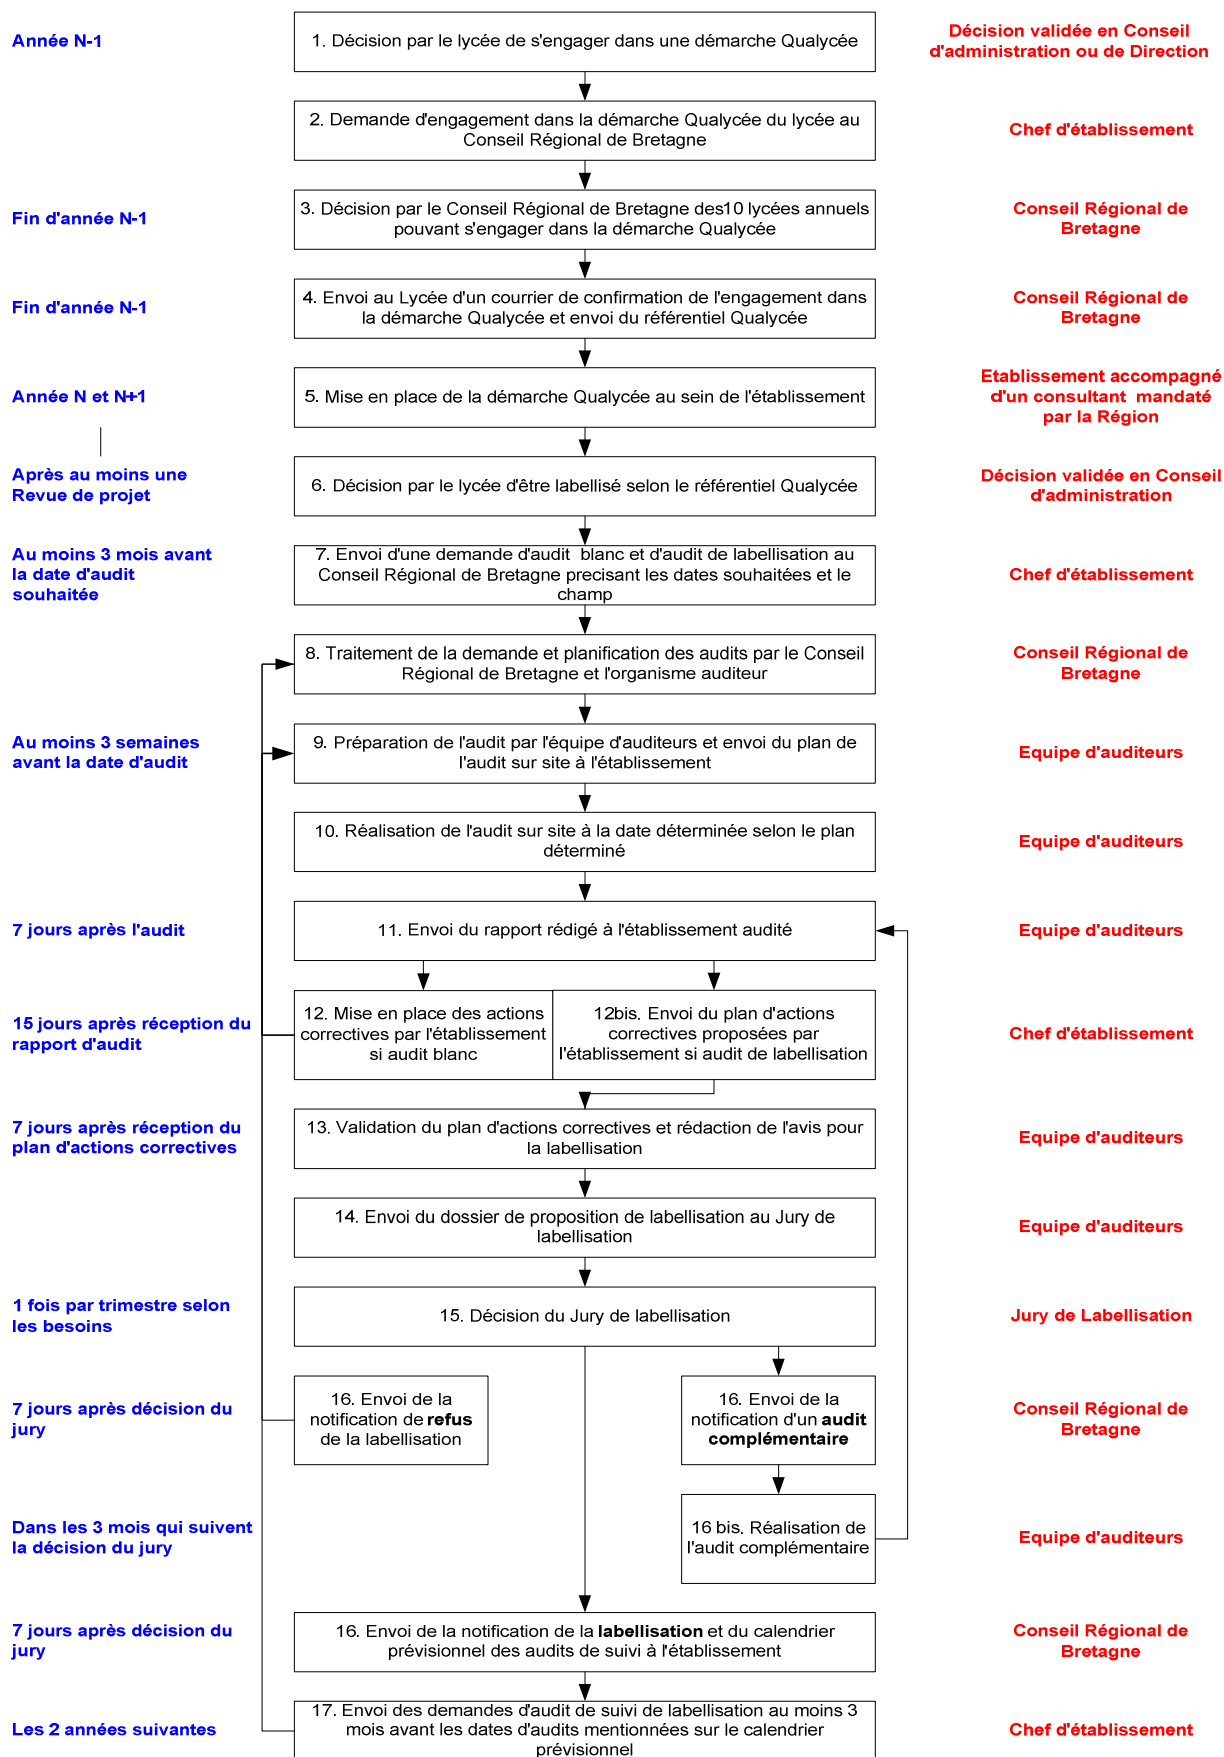 Année N-1
1. Décision par le lycée de s'engager dans une démarche Qualycée
Décision validée en Conseil
d'administration ou de Direction
2. Demande d'engagement dans la démarche Qualycée du lycée au
Conseil Régional de Bretagne
Chef d'établissement
Fin d'année N-1
3. Décision par le Conseil Régional de Bretagne des10 lycées annuels
pouvant s'engager dans la démarche Qualycée
Conseil Régional de
Bretagne
Fin d'année N-1
4. Envoi au Lycée d'un courrier de confirmation de l'engagement dans
la démarche Qualycée et envoi du référentiel Qualycée
Conseil Régional de
Bretagne
Année N et N+1
5. Mise en place de la démarche Qualycée au sein de l'établissement
Etablissement accompagné
d'un consultant mandaté
par la Région
Après au moins une
Revue de projet
6. Décision par le lycée d'être labellisé selon le référentiel Qualycée
Décision validée en Conseil
d'administration
Au moins 3 mois avant
la date d'audit
souhaitée
7. Envoi d'une demande d'audit blanc et d'audit de labellisation au
Conseil Régional de Bretagne precisant les dates souhaitées et le
champ
Chef d'établissement
8. Traitement de la demande et planification des audits par le Conseil
Régional de Bretagne et l'organisme auditeur
Conseil Régional de
Bretagne
Au moins 3 semaines
avant la date d'audit
9. Préparation de l'audit par l'équipe d'auditeurs et envoi du plan de
l'audit sur site à l'établissement
Equipe d'auditeurs
10. Réalisation de l'audit sur site à la date déterminée selon le plan
déterminé
Equipe d'auditeurs
7 jours après l'audit
11. Envoi du rapport rédigé à l'établissement audité
Equipe d'auditeurs
15 jours après réception du
rapport d'audit
12. Mise en place des actions
correctives par l'établissement
si audit blanc
12bis. Envoi du plan d'actions
correctives proposées par
l'établissement si audit de labellisation
Chef d'établissement
7 jours après réception du
plan d'actions correctives
13. Validation du plan d'actions correctives et rédaction de l'avis pour
la labellisation
Equipe d'auditeurs
14. Envoi du dossier de proposition de labellisation au Jury de
labellisation
Equipe d'auditeurs
1 fois par trimestre selon
les besoins
15. Décision du Jury de labellisation
Jury de Labellisation
7 jours après décision du
jury
16. Envoi de la
notification de refus
de la labellisation
16. Envoi de la
notification d'un audit
complémentaire
Conseil Régional de
Bretagne
Dans les 3 mois qui suivent
la décision du jury
16 bis. Réalisation de
l'audit complémentaire
Equipe d'auditeurs
7 jours après décision du
jury
16. Envoi de la notification de la labellisation et du calendrier
prévisionnel des audits de suivi à l'établissement
Conseil Régional de
Bretagne
Les 2 années suivantes
17. Envoi des demandes d'audit de suivi de labellisation au moins 3
mois avant les dates d'audits mentionnées sur le calendrier
prévisionnel
Chef d'établissement